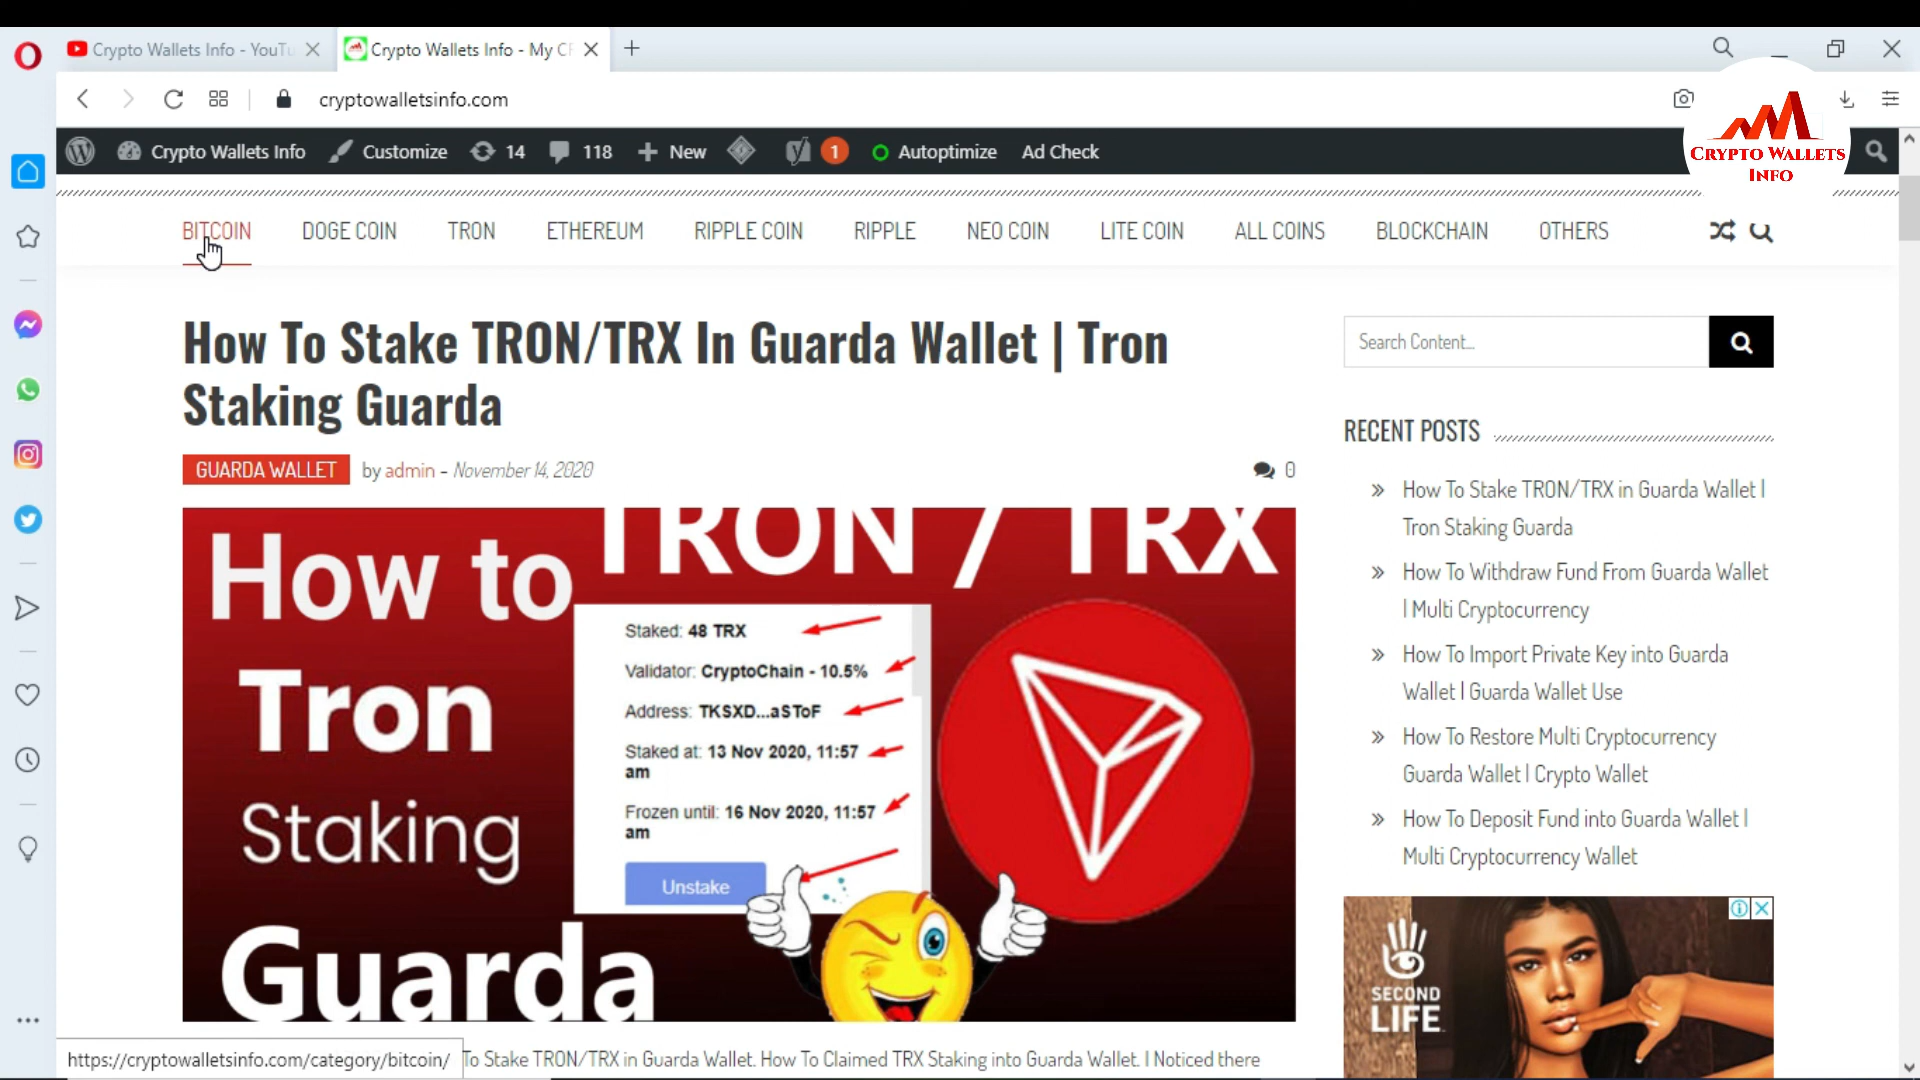 Crypto Wallets Info - YouTu
Crypto Wallets Info - My Cr
cryptowalletsinfo.com
Crypto Wallets Info
Customize
14
118
New
1
Autoptimize
Ad Check
CRYPTO WALLETS
INFO
BITCOIN
DOGE COIN
TRON
ETHEREUM
RIPPLE COIN
RIPPLE
NEO COIN
LITE COIN
ALL COINS
BLOCKCHAIN
OTHERS
How To Stake TRON/TRX In Guarda Wallet | Tron
Staking Guarda
GUARDA WALLET by admin - November 14, 2020
0
TRON / TRX
How to
Tron
Staking
Guarda
Staked: 48 TRX
Validator: CryptoChain - 10.5%
Address: TKSXD...aSToF
Staked at: 13 Nov 2020, 11:57
am
Frozen until: 16 Nov 2020, 11:57
am
Unstake
Search Content...
RECENT POSTS
» How To Stake TRON/TRX in Guarda Wallet |
Tron Staking Guarda
» How To Withdraw Fund From Guarda Wallet
| Multi Cryptocurrency
» How To Import Private Key into Guarda
Wallet | Guarda Wallet Use
» How To Restore Multi Cryptocurrency
Guarda Wallet | Crypto Wallet
» How To Deposit Fund into Guarda Wallet |
Multi Cryptocurrency Wallet
SECOND
LIFE
https://cryptowalletsinfo.com/category/bitcoin/
To Stake TRON/TRX in Guarda Wallet. How To Claimed TRX Staking into Guarda Wallet. I Noticed there